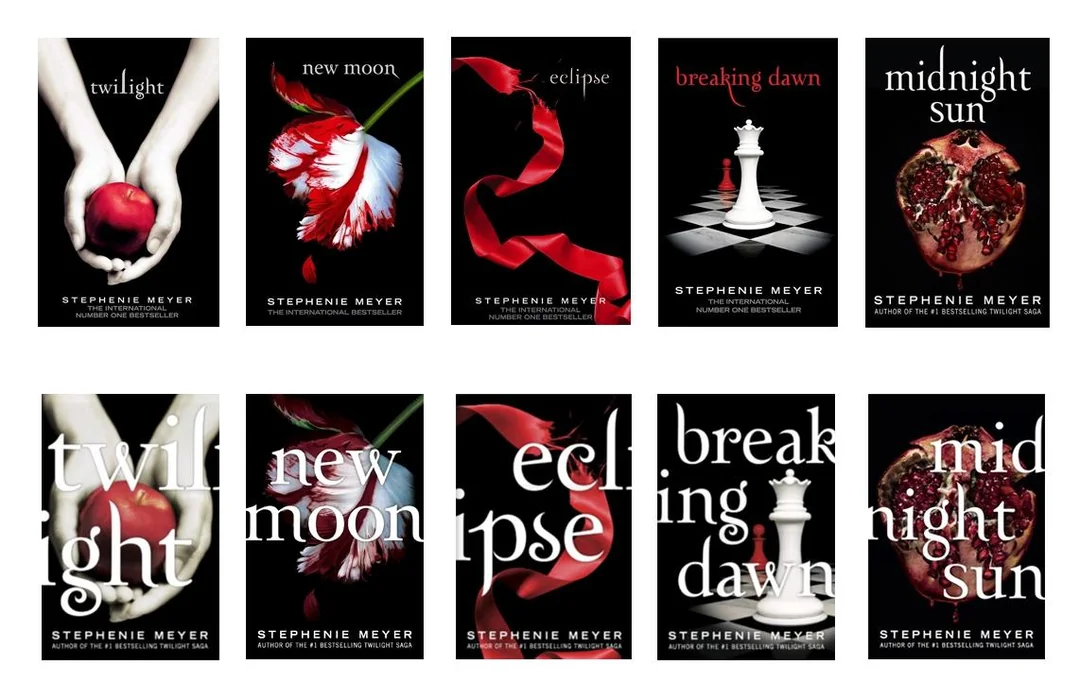 twilight
STEPHENIE MEYER
THE INTERNATIONAL
NUMBER ONE BESTSELLER
new moon
STEPHENIE MEYER
THE INTERNATIONAL BESTSELLER
eclipse
STEPHENIE MEYER
THE INTERNATIONAL
NUMBER ONE BESTSELLER
breaking dawn
STEPHENIE MEYER
THE INTERNATIONAL
NUMBER ONE BESTSELLER
midnight
sun
STEPHENIE MEYER
AUTHOR OF THE #1 BESTSELLING TWILIGHT SAGA
twili
ight
STEPHENIE MEYER
AUTHOR OF THE #1 BESTSELLING TWILIGHT SAGA
new
moon
STEPHENIE MEYER
AUTHOR OF THE #1 BESTSELLING TWILIGHT SAGA
ecli
ipse
STEPHENIE MEYER
AUTHOR OF THE #1 BESTSELLING TWILIGHT SAGA
break
ing
dawn
STEPHENIE MEYER
AUTHOR OF THE #1 BESTSELLING TWILIGHT SAGA
mid
night
sun
STEPHENIE MEYER
AUTHOR OF THE #1 BESTSELLING TWILIGHT SAGA